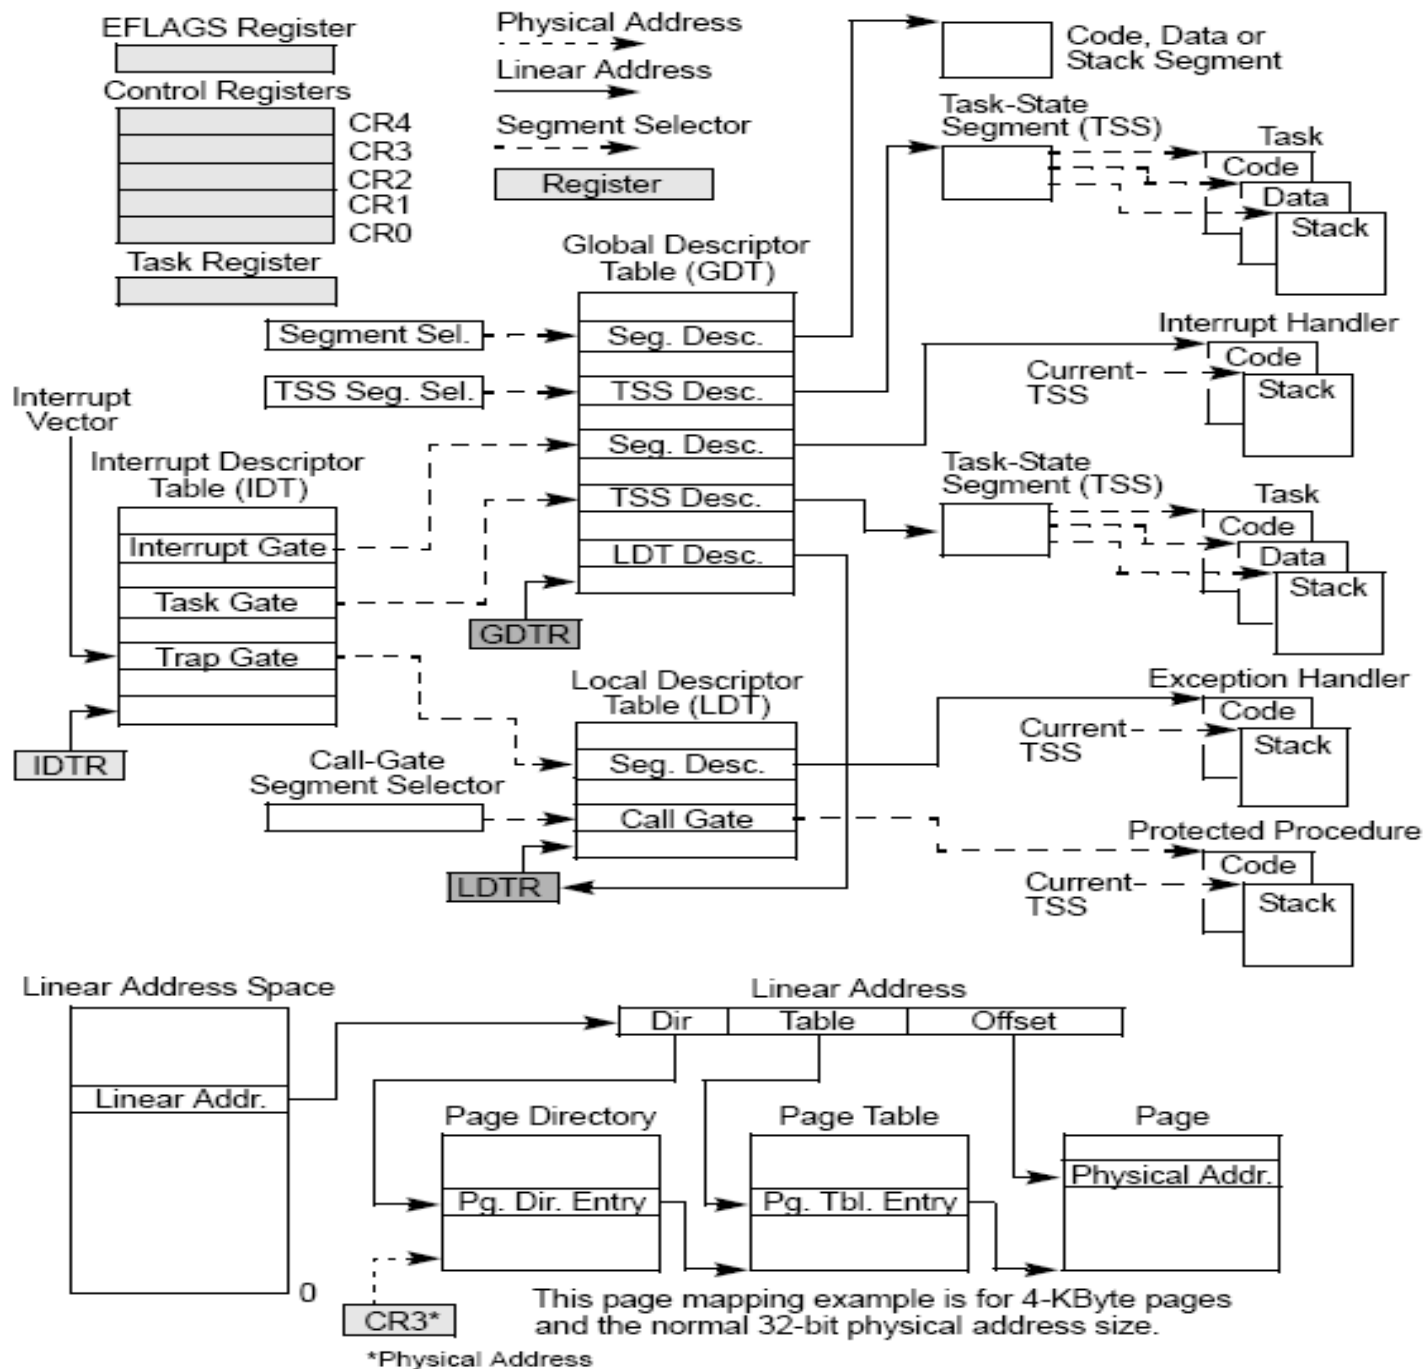 EFLAGS Register
Control Registers
CR4
CR3
CR2
CR1
CR0
Task Register
Physical Address
Linear Address
Segment Selector
Register
Code, Data or
Stack Segment
Task-State
Segment (TSS)
Task
Code
Data
Stack
Global Descriptor
Table (GDT)
Segment Sel.
Seg. Desc.
TSS Seg. Sel.
TSS Desc.
Seg. Desc.
TSS Desc.
LDT Desc.
GDTR
Interrupt Handler
Code
Current
TSS
Stack
Interrupt
Vector
Interrupt Descriptor
Table (IDT)
Interrupt Gate
Task Gate
Trap Gate
IDTR
Task-State
Segment (TSS)
Task
Code
Data
Stack
Local Descriptor
Table (LDT)
Call-Gate
Segment Selector
Seg. Desc.
Call Gate
LDTR
Exception Handler
Code
Current
TSS
Stack
Protected Procedure
Code
Current
TSS
Stack
Linear Address Space
Linear Addr.
0
Linear Address
Dir Table Offset
Page Directory
Pg. Dir. Entry
Page Table
Pg. Tbl. Entry
Page
Physical Addr.
CR3*
This page mapping example is for 4-KByte pages
and the normal 32-bit physical address size.
*Physical Address